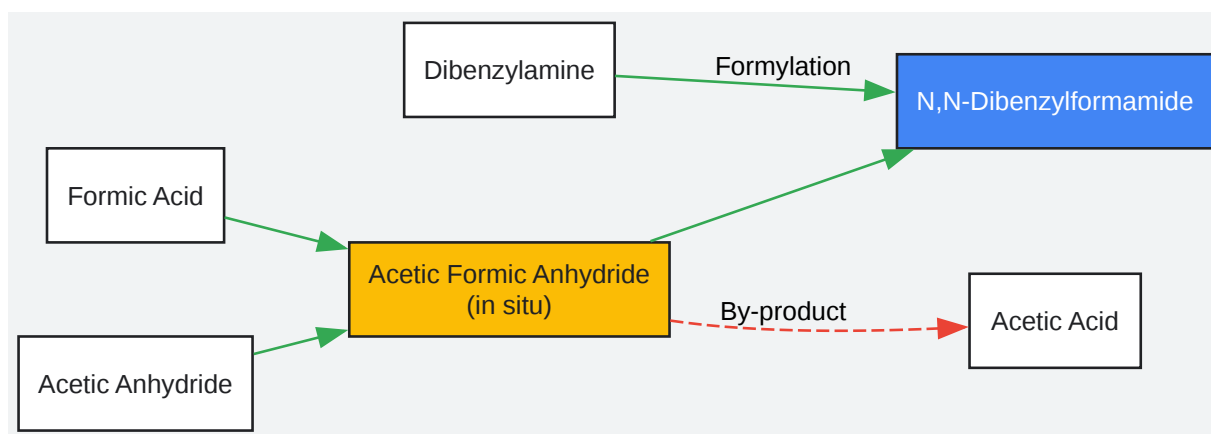 Dibenzylamine
Formylation
N,N-Dibenzylformamide
Formic Acid
Acetic Formic Anhydride
(in situ)
By-product
Acetic Acid
Acetic Anhydride